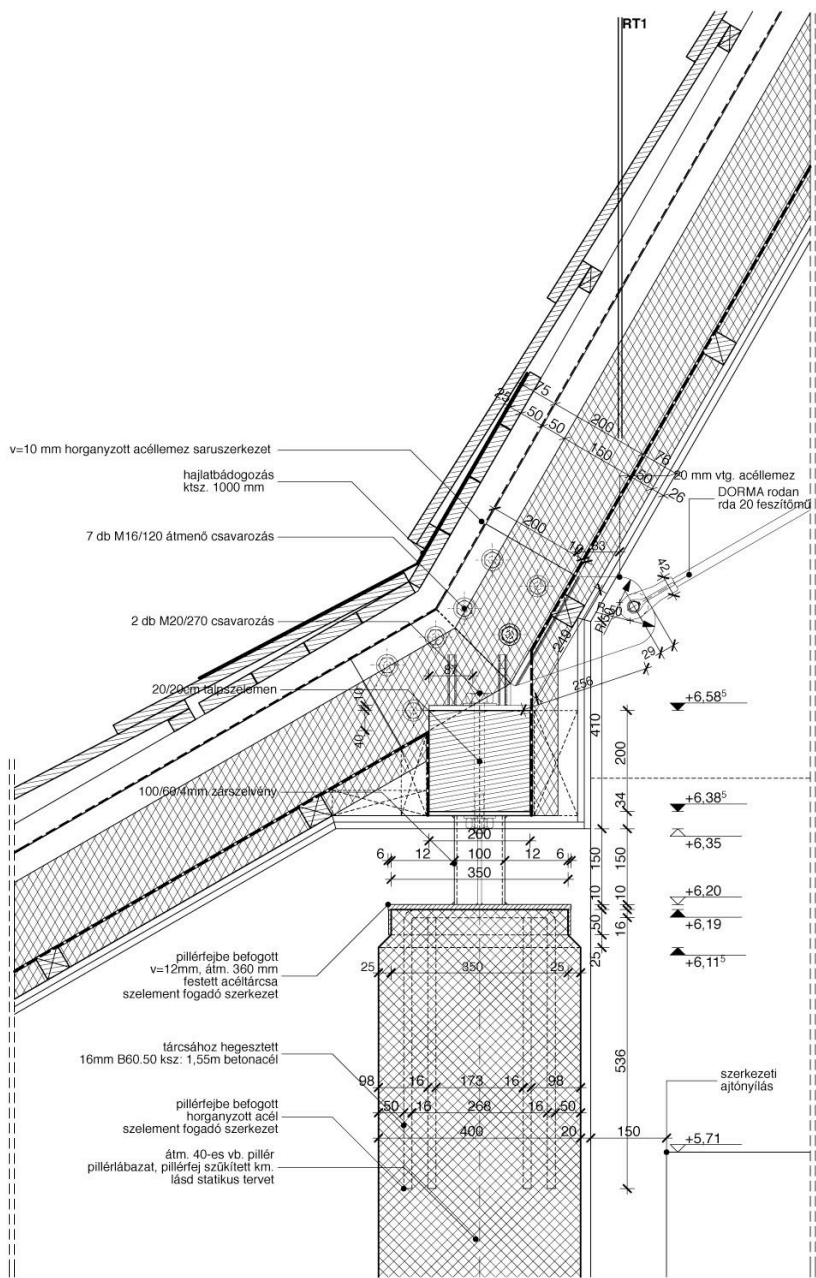 RT1
75
25
50
50
200
150
76
50
26
v=10 mm horganyzott acéllemez saruszerkezet
20 mm vtg. acéllemez
hajlatbádogozás
ktsz. 1000 mm
DORMA rodan
rda 20 feszítőmű
200
7 db M16/120 átmenő csavarozás
42
2 db M20/270 csavarozás
249
29
87
256
20/20cm talpszelemen
10
40
+6,58⁵
410
200
100/60/4mm zárszelvény
34
+6,38⁵
200
+6,35
6
12
100
12
6
150
150
350
10
10
+6,20
50
16
+6,19
25
+6,11⁵
pillérfejbe befogott
v=12mm, átm. 360 mm
festett acéltárcsa
szelement fogadó szerkezet
25
350
25
tárcsához hegesztett
16mm B60.50 ksz: 1,55m betonacél
536
szerkezeti
ajtónyílás
98
16
173
16
98
pillérfejbe befogott
horganyzott acél
szelement fogadó szerkezet
50
16
268
16
50
400
20
150
+5,71
átm. 40-es vb. pillér
pillérlábazat, pillérfej szűkített km.
lásd statikus tervet